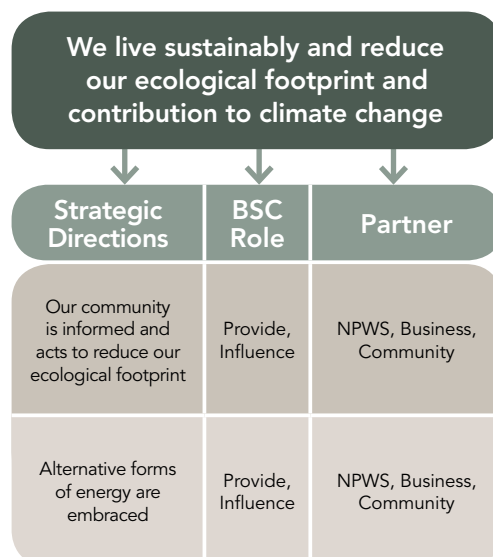 We live sustainably and reduce
our ecological footprint and
contribution to climate change
Strategic
Directions
BSC
Role
Partner
Our community
is informed and
acts to reduce our
ecological footprint
Provide,
Influence
NPWS, Business,
Community
Alternative forms
of energy are
embraced
Provide,
Influence
NPWS, Business,
Community